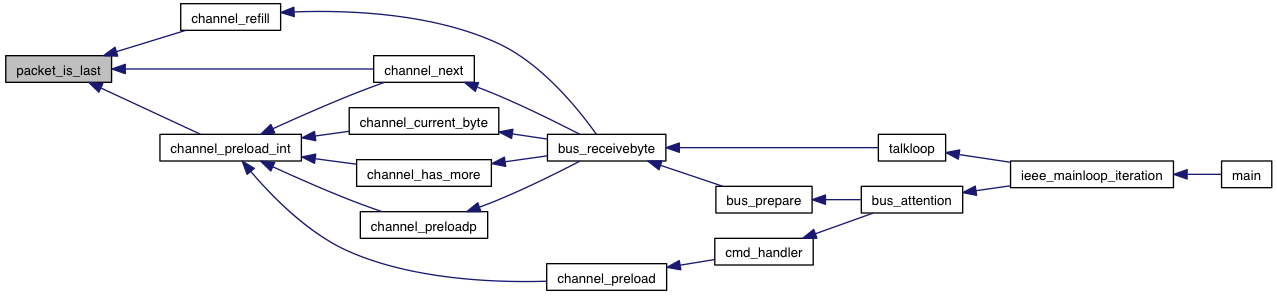 channel_refill
packet_is_last
channel_next
channel_current_byte
channel_preload_int
bus_receivebyte
talkloop
channel_has_more
ieee_mainloop_iteration
main
bus_prepare
bus_attention
channel_preloadp
cmd_handler
channel_preload